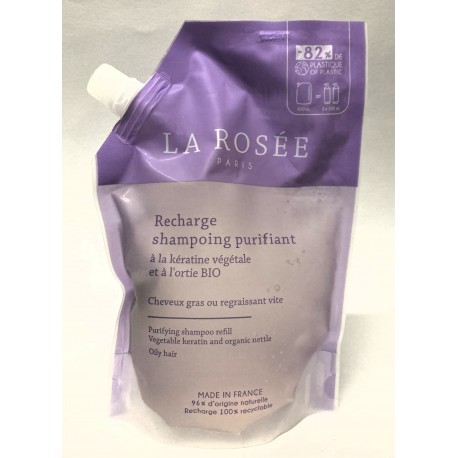 -82% DE
PLASTIQUE
OF PLASTIC
LA ROSÉE
PARIS
Recharge
shampoing purifiant
à la kératine végétale
et à l'ortie BIO
Cheveux gras ou regraissant vite
Purifying shampoo refill
Vegetable keratin and organic nettle
Oily hair
MADE IN FRANCE
96% d'origine naturelle
Recharge 100% recyclable